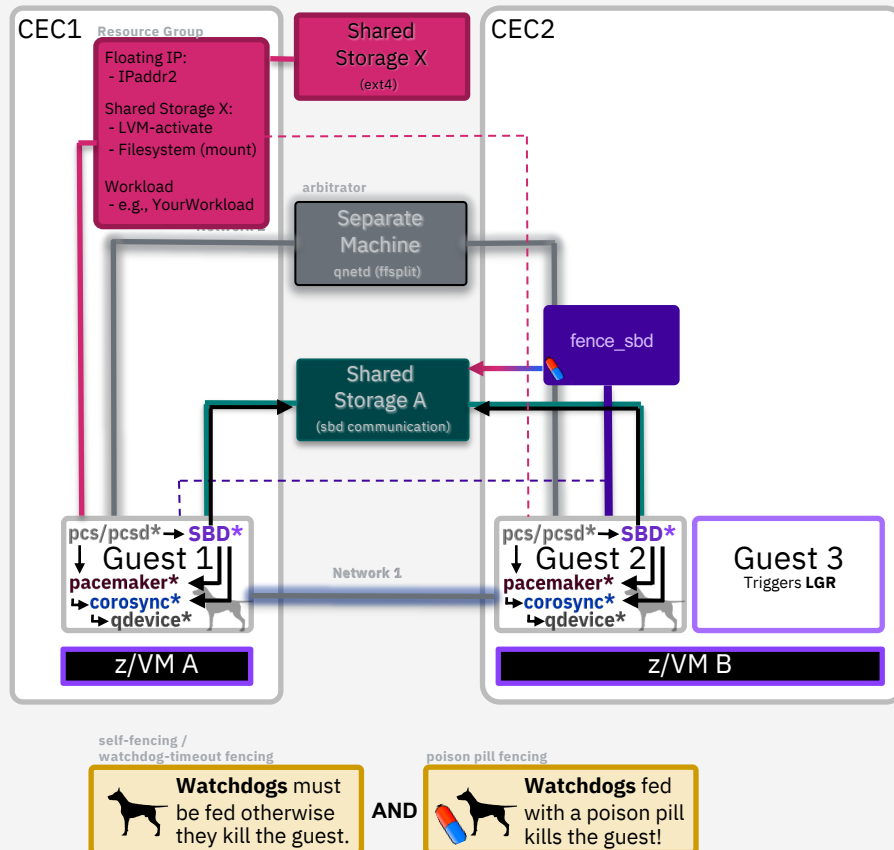 CEC1
Resource Group
Floating IP:
- IPaddr2
Shared Storage X:
- LVM-activate
- Filesystem (mount)
Workload
- e.g., YourWorkload
Shared
Storage X
(ext4)
CEC2
arbitrator
Separate
Machine
qnetd (ffsplit)
fence_sbd
Shared
Storage A
(sbd communication)
pcs/pcsd* SBD*
Guest 1
pacemaker*
corosync*
qdevice*
Network 1
pcs/pcsd* SBD*
Guest 2
pacemaker*
corosync*
qdevice*
Guest 3
Triggers LGR
z/VM A
z/VM B
self-fencing /
watchdog-timeout fencing
Watchdogs must
be fed otherwise
they kill the guest.
AND
poison pill fencing
Watchdogs fed
with a poison pill
kills the guest!